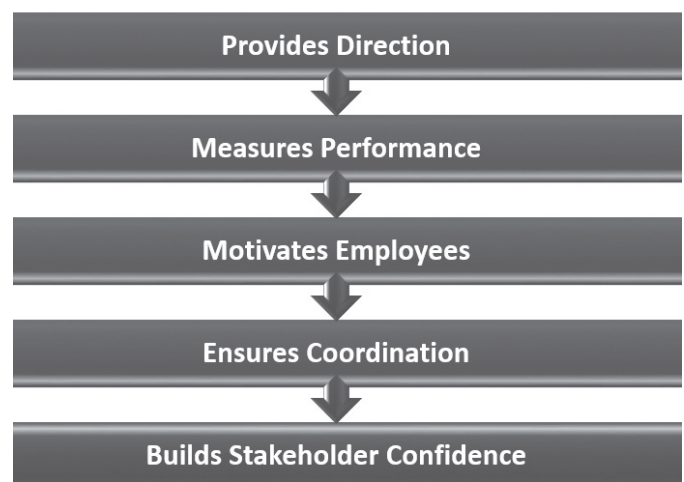 Provides Direction
Measures Performance
Motivates Employees
Ensures Coordination
Builds Stakeholder Confidence